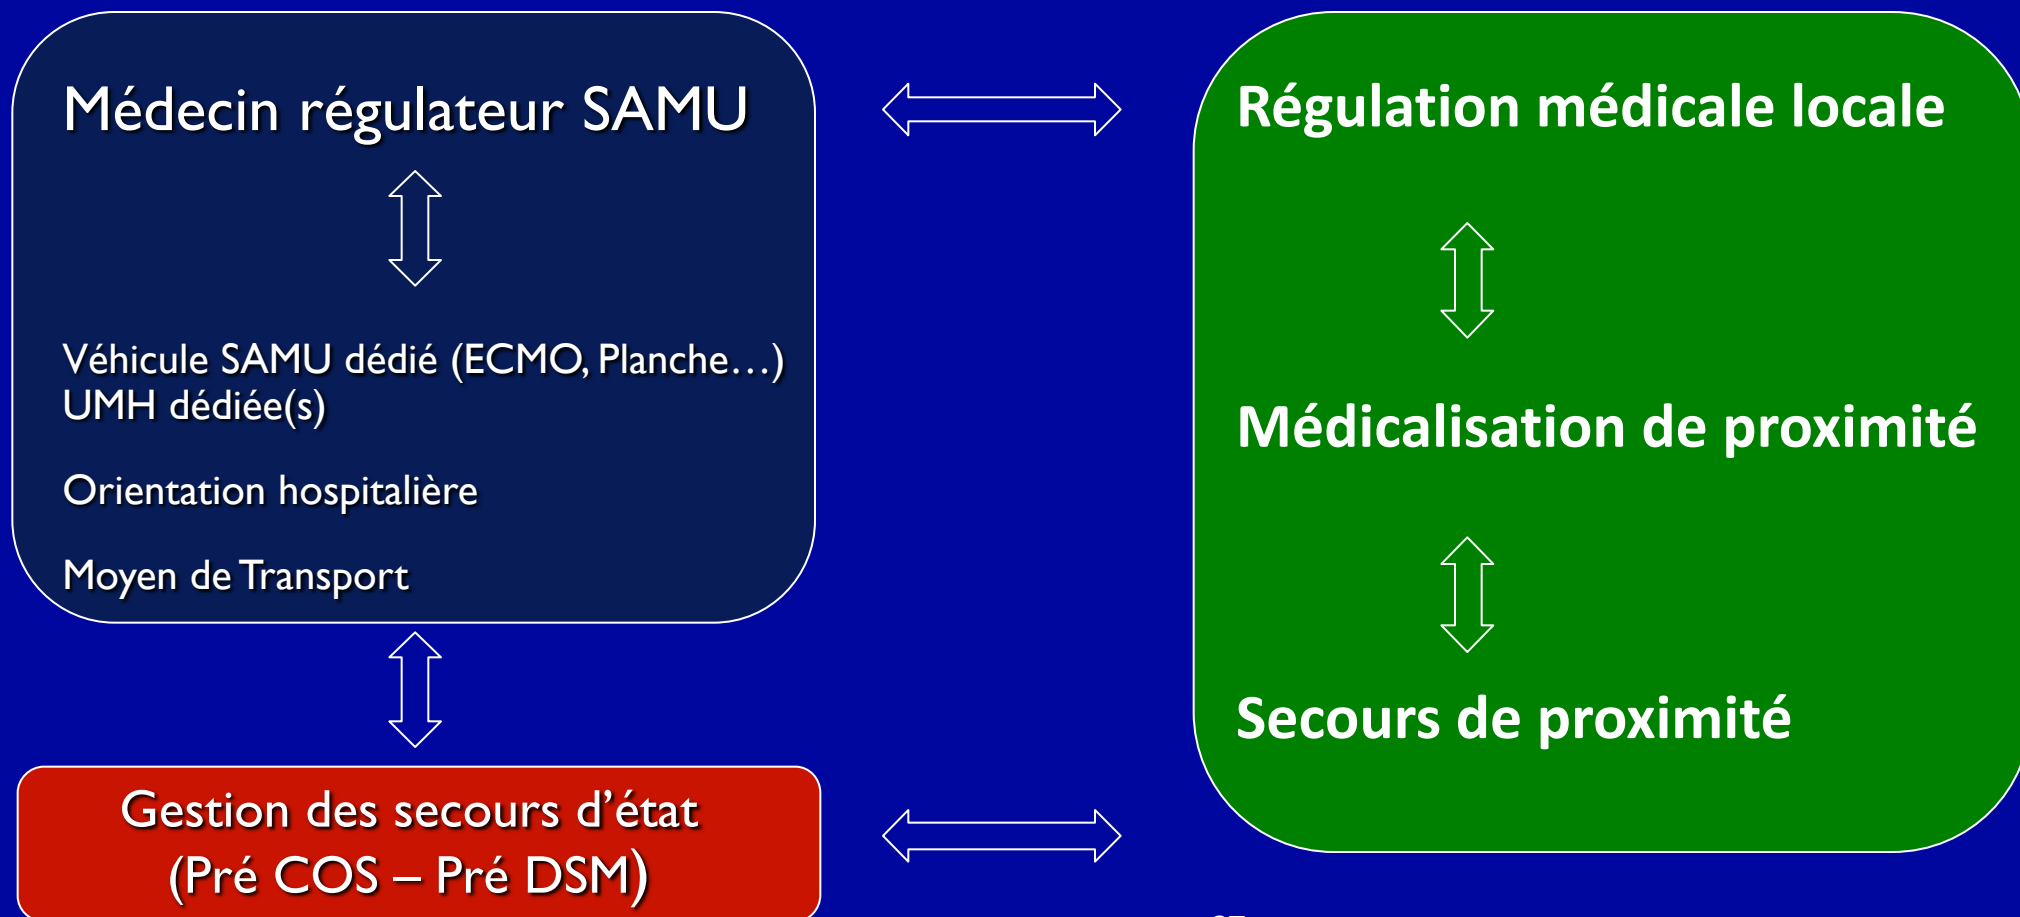 Médecin régulateur SAMU
Véhicule SAMU dédié (ECMO, Planche…)
UMH dédiée(s)
Orientation hospitalière
Moyen de Transport
Gestion des secours d’état
(Pré COS – Pré DSM)
Régulation médicale locale
Médicalisation de proximité
Secours de proximité